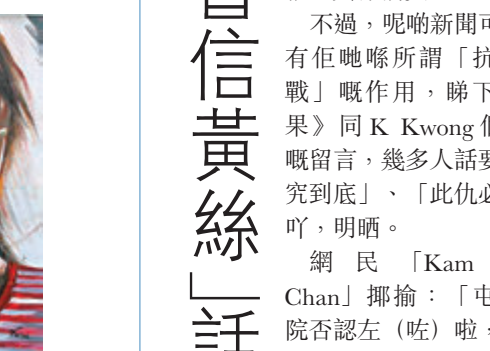 信黃絲」話
不過，呢啲新聞可
有佢哋喺所謂「抗
戰」嘅作用，睇下
果》同 K Kwong 個
嘅留言，幾多人話要
究到底」、「此仇必
吖，明晒。
網民「Kam
Chan」揶揄：「屯
院否認左（咗）啦，